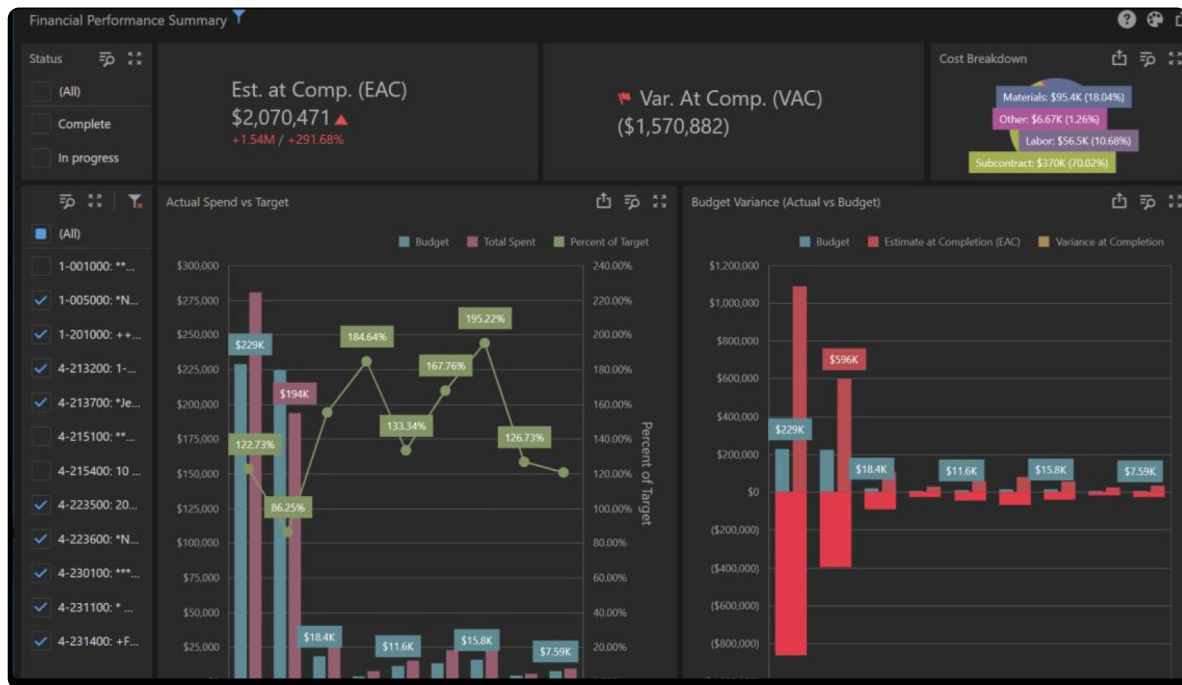 Financial Performance Summary
Status
(All)
Complete
In progress
Est. at Comp. (EAC)
$2,070,471
+1.54M / +291.68%
Var. At Comp. (VAC)
($1,570,882)
Cost Breakdown
Materials: $95.4K (18.04%)
Other: $6.67K (1.26%)
Labor: $56.5K (10.68%)
Subcontract: $370K (70.02%)
(All)
1-001000: **...
1-005000: *N...
1-201000: ++...
4-213200: 1-...
4-213700: *Je...
4-215100: **...
4-215400: 10 ...
4-223500: 20...
4-223600: *N...
4-230100: ***...
4-231100: * ...
4-231400: +F...
Actual Spend vs Target
Budget Total Spent Percent of Target
$300,000
$275,000
$250,000
$225,000
$200,000
$175,000
$150,000
$125,000
$100,000
$75,000
$50,000
$25,000
$229K
$194K
122.73%
86.25%
184.64%
133.34%
167.76%
195.22%
126.73%
$18.4K
$11.6K
$15.8K
$7.59K
240.00%
220.00%
200.00%
180.00%
160.00%
140.00%
120.00%
100.00%
80.00%
60.00%
40.00%
20.00%
Percent of Target
Budget Variance (Actual vs Budget)
Budget Estimate at Completion (EAC) Variance at Completion
$1,200,000
$1,000,000
$800,000
$600,000
$400,000
$200,000
$0
($200,000)
($400,000)
($600,000)
($800,000)
$229K
$596K
$18.4K
$11.6K
$15.8K
$7.59K